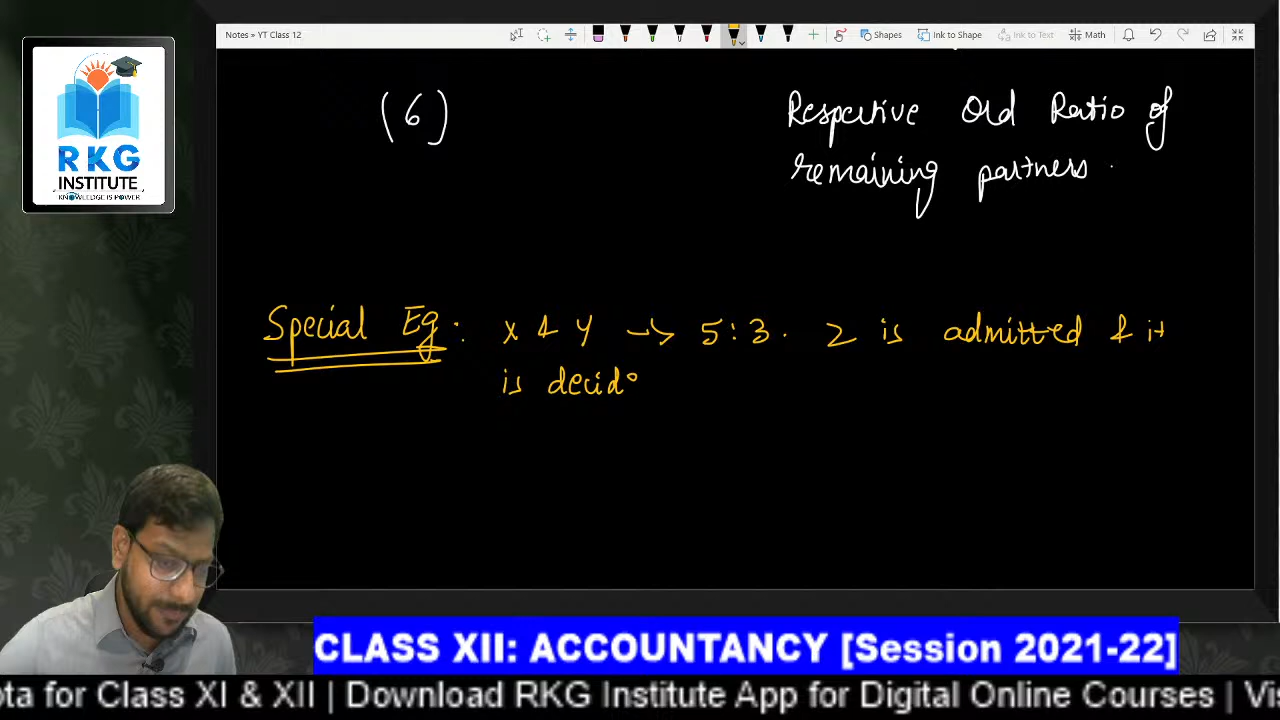 Notes » YT Class 12
Shapes
Ink to Shape
Ink to Text
Math
(6)
Respective Old Ratio of
remaining partners .
RKG
INSTITUTE
KNOWLEDGE IS POWER
Special Eg : X & Y → 5:3. Z is admitted & it
is decide
CLASS XII: ACCOUNTANCY [Session 2021-22]
ota for Class XI & XII | Download RKG Institute App for Digital Online Courses | Vis